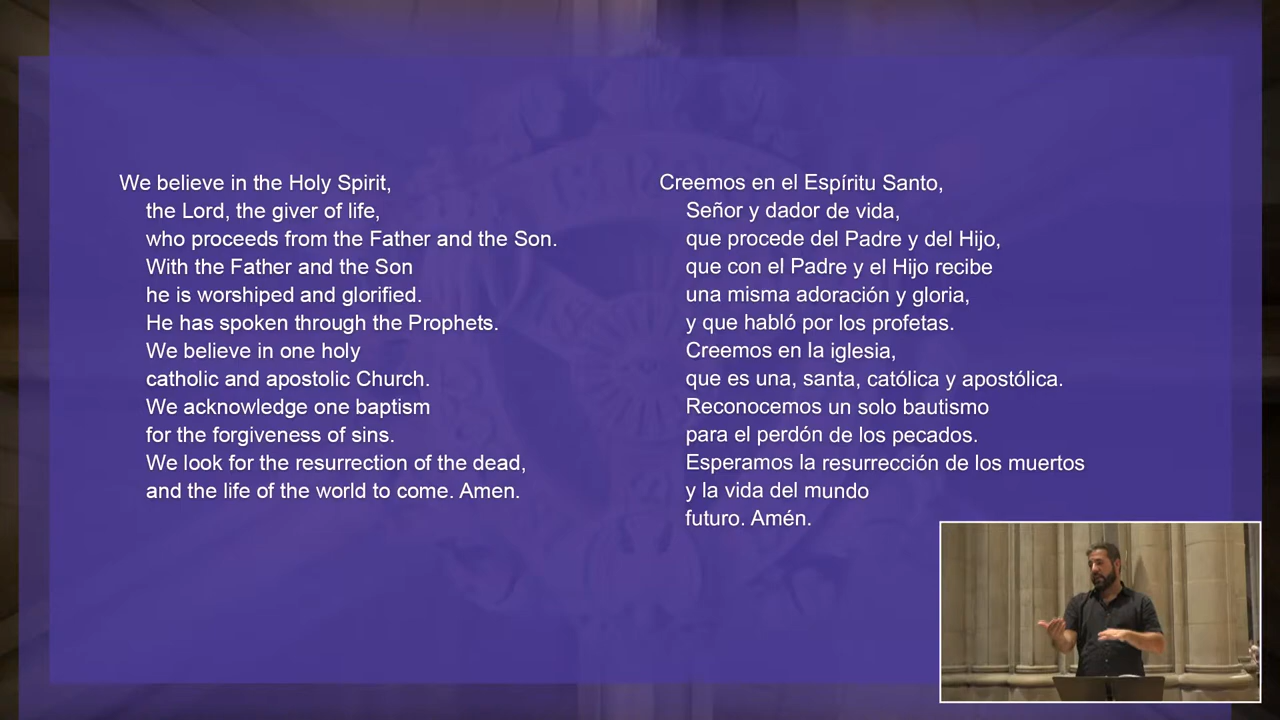 We believe in the Holy Spirit,
the Lord, the giver of life,
who proceeds from the Father and the Son.
With the Father and the Son
he is worshiped and glorified.
He has spoken through the Prophets.
We believe in one holy
catholic and apostolic Church.
We acknowledge one baptism
for the forgiveness of sins.
We look for the resurrection of the dead,
and the life of the world to come. Amen.
Creemos en el Espíritu Santo,
Señor y dador de vida,
que procede del Padre y del Hijo,
que con el Padre y el Hijo recibe
una misma adoración y gloria,
y que habló por los profetas.
Creemos en la iglesia,
que es una, santa, católica y apostólica.
Reconocemos un solo bautismo
para el perdón de los pecados.
Esperamos la resurrección de los muertos
y la vida del mundo
futuro. Amén.